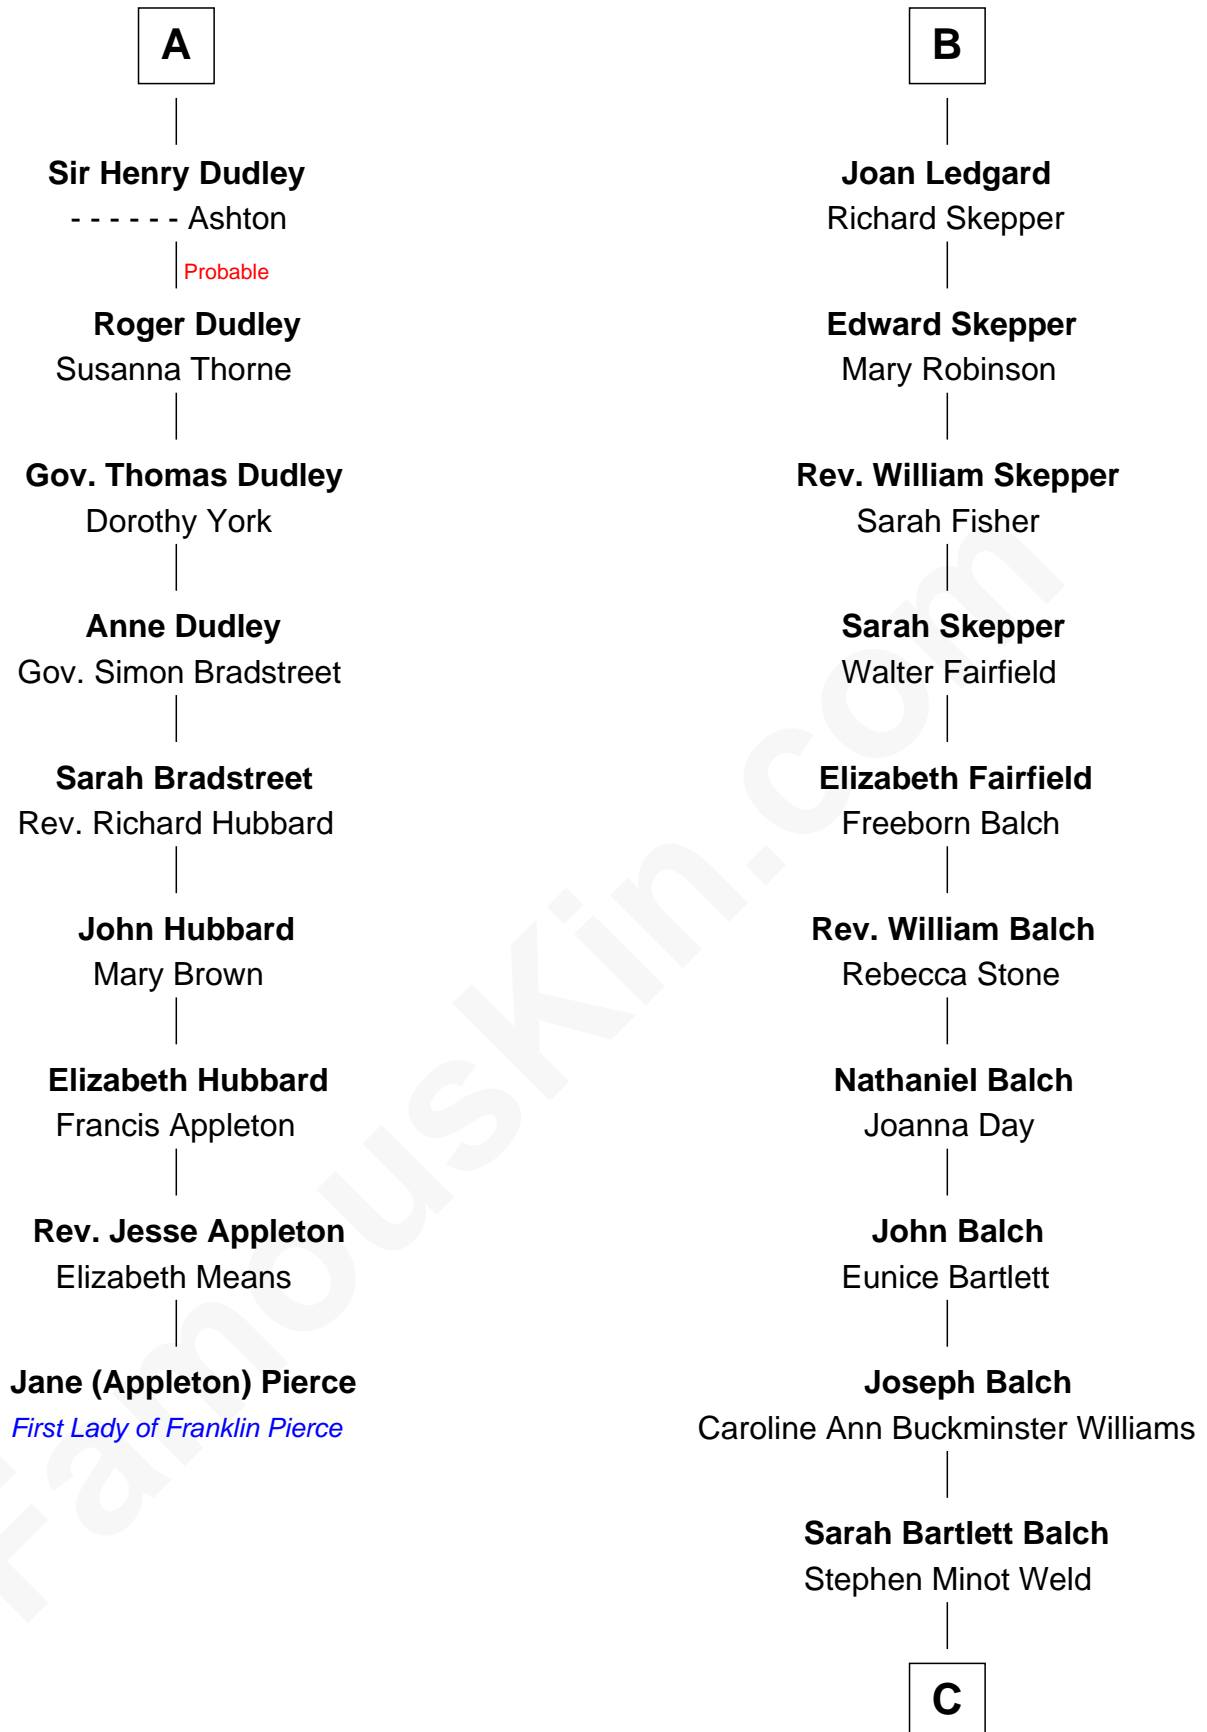 A
Sir Henry Dudley
- - - - - - Ashton
Probable
Roger Dudley
Susanna Thorne
Gov. Thomas Dudley
Dorothy York
Anne Dudley
Gov. Simon Bradstreet
Sarah Bradstreet
Rev. Richard Hubbard
John Hubbard
Mary Brown
Elizabeth Hubbard
Francis Appleton
Rev. Jesse Appleton
Elizabeth Means
Jane (Appleton) Pierce
First Lady of Franklin Pierce
B
Joan Ledgard
Richard Skepper
Edward Skepper
Mary Robinson
Rev. William Skepper
Sarah Fisher
Sarah Skepper
Walter Fairfield
Elizabeth Fairfield
Freeborn Balch
Rev. William Balch
Rebecca Stone
Nathaniel Balch
Joanna Day
John Balch
Eunice Bartlett
Joseph Balch
Caroline Ann Buckminster Williams
Sarah Bartlett Balch
Stephen Minot Weld
C
FamousKin.com